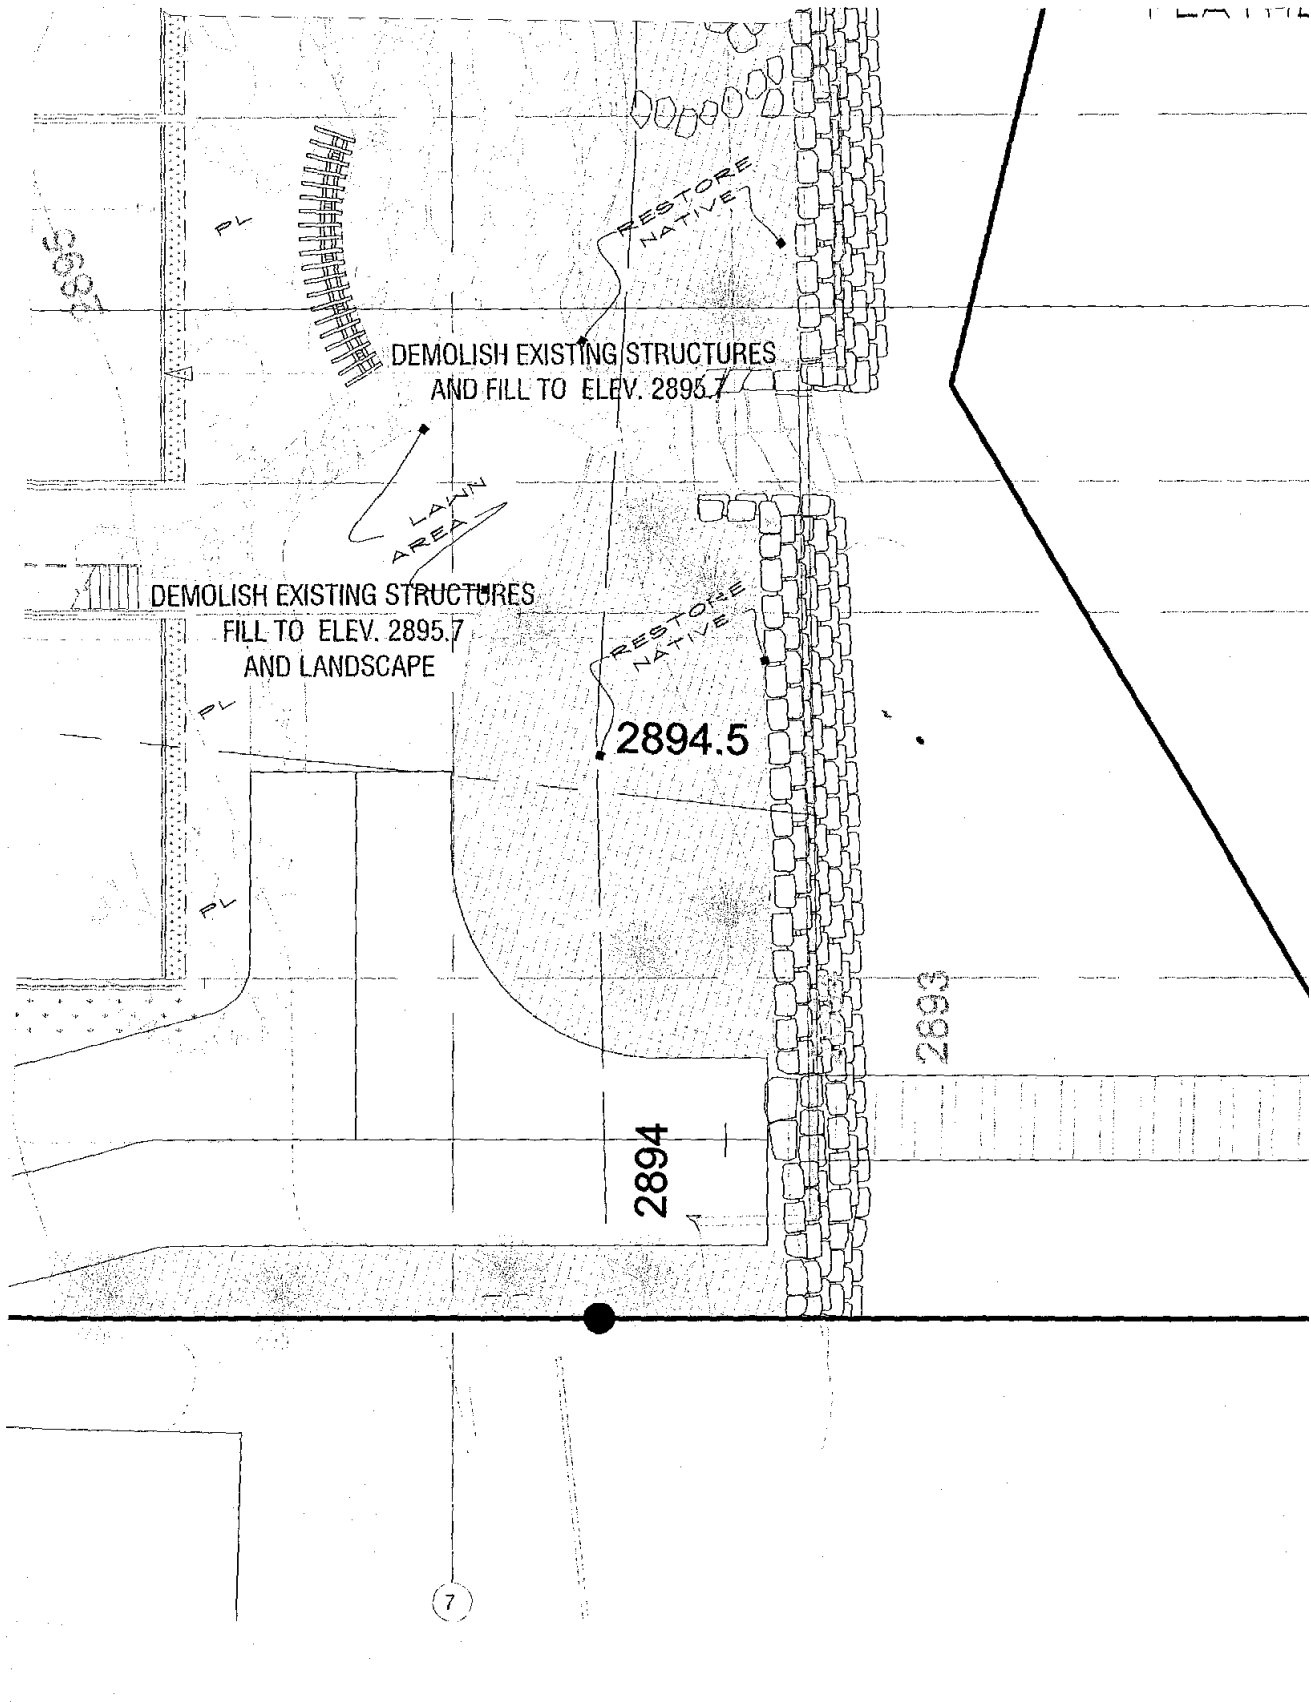 RESTORE
NATIVE
PL
2895
DEMOLISH EXISTING STRUCTURES
AND FILL TO ELEV. 2895.7
LAWN
AREA
DEMOLISH EXISTING STRUCTURES
FILL TO ELEV. 2895.7
AND LANDSCAPE
RESTORE
NATIVE
PL
2894.5
PL
2893
2894
7